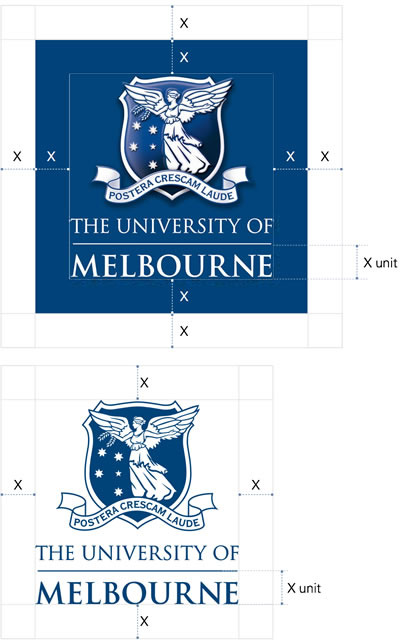 X
X
X X X X
POSTERA CRESCAM LAUDE
THE UNIVERSITY OF
MELBOURNE
X unit
X
X
X
X X
POSTERA CRESCAM LAUDE
THE UNIVERSITY OF
MELBOURNE
X unit
X